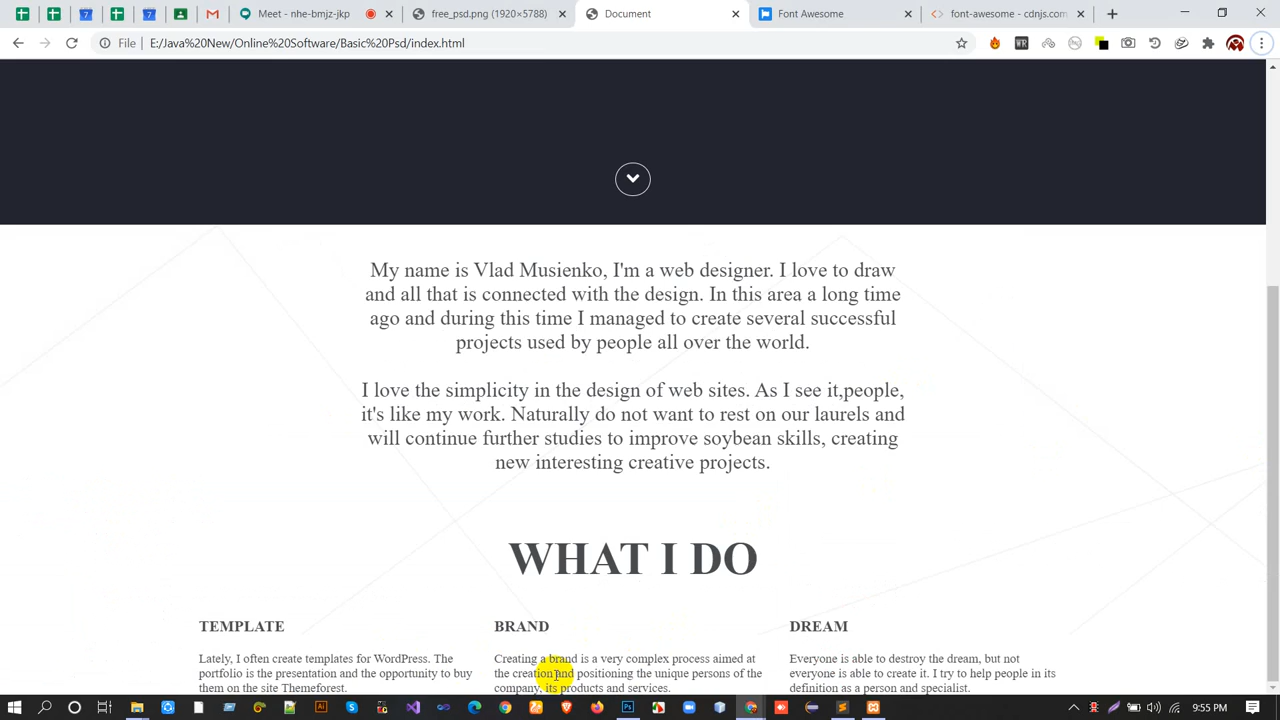 Meet - nhe-bmjz-jkp
free_psd.png (1920×5788)
Document
Font Awesome
font-awesome - cdnjs.com
File
E:/Java%20New/Online%20Software/Basic%20Psd/index.html
My name is Vlad Musienko, I'm a web designer. I love to draw
and all that is connected with the design. In this area a long time
ago and during this time I managed to create several successful
projects used by people all over the world.
I love the simplicity in the design of web sites. As I see it,people,
it's like my work. Naturally do not want to rest on our laurels and
will continue further studies to improve soybean skills, creating
new interesting creative projects.
WHAT I DO
TEMPLATE
Lately, I often create templates for WordPress. The
portfolio is the presentation and the opportunity to buy
them on the site Themeforest.
BRAND
Creating a brand is a very complex process aimed at
the creation and positioning the unique persons of the
company, its products and services.
DREAM
Everyone is able to destroy the dream, but not
everyone is able to create it. I try to help people in its
definition as a person and specialist.
9:55 PM